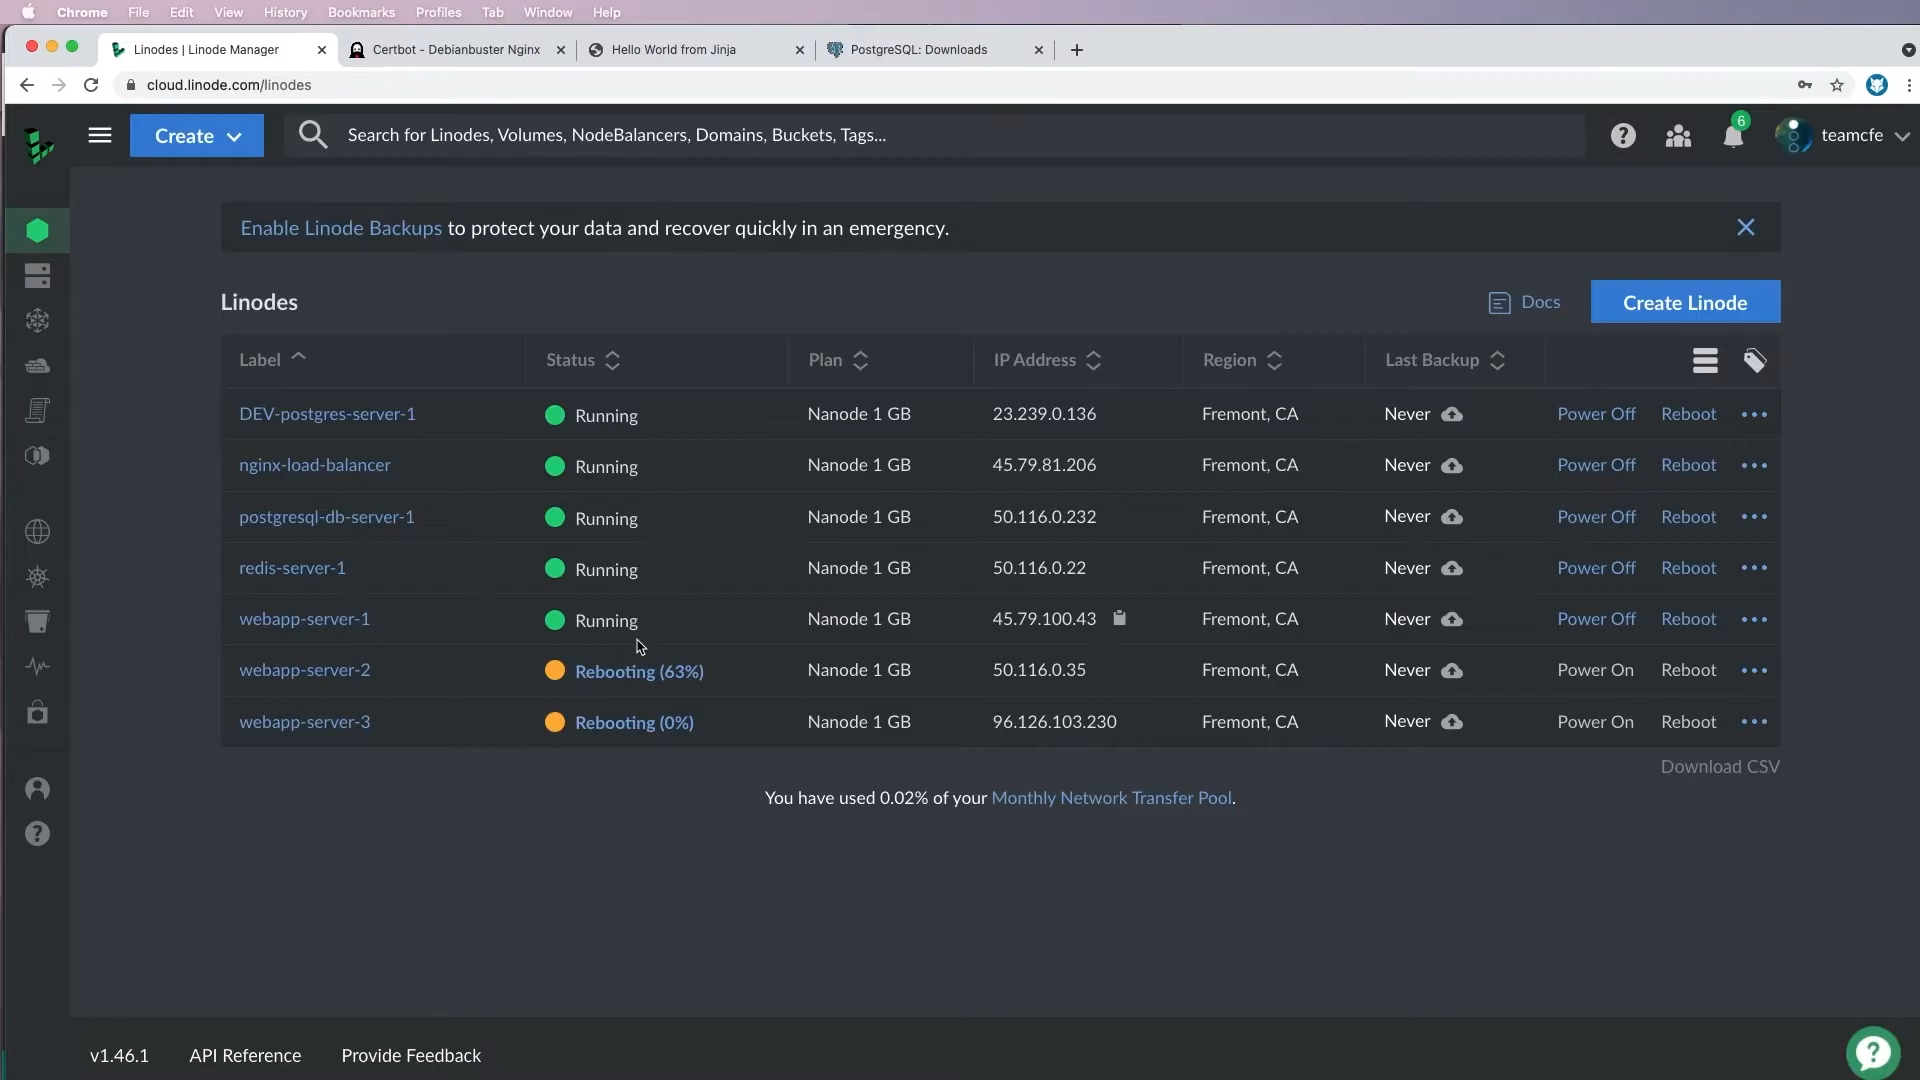 Chrome File Edit View History Bookmarks Profiles Tab Window Help
Linodes | Linode Manager
Certbot - Debianbuster Nginx
Hello World from Jinja
PostgreSQL: Downloads
cloud.linode.com/linodes
Create
Search for Linodes, Volumes, NodeBalancers, Domains, Buckets, Tags...
6
teamcfe
Enable Linode Backups to protect your data and recover quickly in an emergency.
Linodes
Docs
Create Linode
Label Status Plan IP Address Region Last Backup
DEV-postgres-server-1 Running Nanode 1 GB 23.239.0.136 Fremont, CA Never Power Off Reboot
nginx-load-balancer Running Nanode 1 GB 45.79.81.206 Fremont, CA Never Power Off Reboot
postgresql-db-server-1 Running Nanode 1 GB 50.116.0.232 Fremont, CA Never Power Off Reboot
redis-server-1 Running Nanode 1 GB 50.116.0.22 Fremont, CA Never Power Off Reboot
webapp-server-1 Running Nanode 1 GB 45.79.100.43 Fremont, CA Never Power Off Reboot
webapp-server-2 Rebooting (63%) Nanode 1 GB 50.116.0.35 Fremont, CA Never Power On Reboot
webapp-server-3 Rebooting (0%) Nanode 1 GB 96.126.103.230 Fremont, CA Never Power On Reboot
Download CSV
You have used 0.02% of your Monthly Network Transfer Pool.
v1.46.1 API Reference Provide Feedback